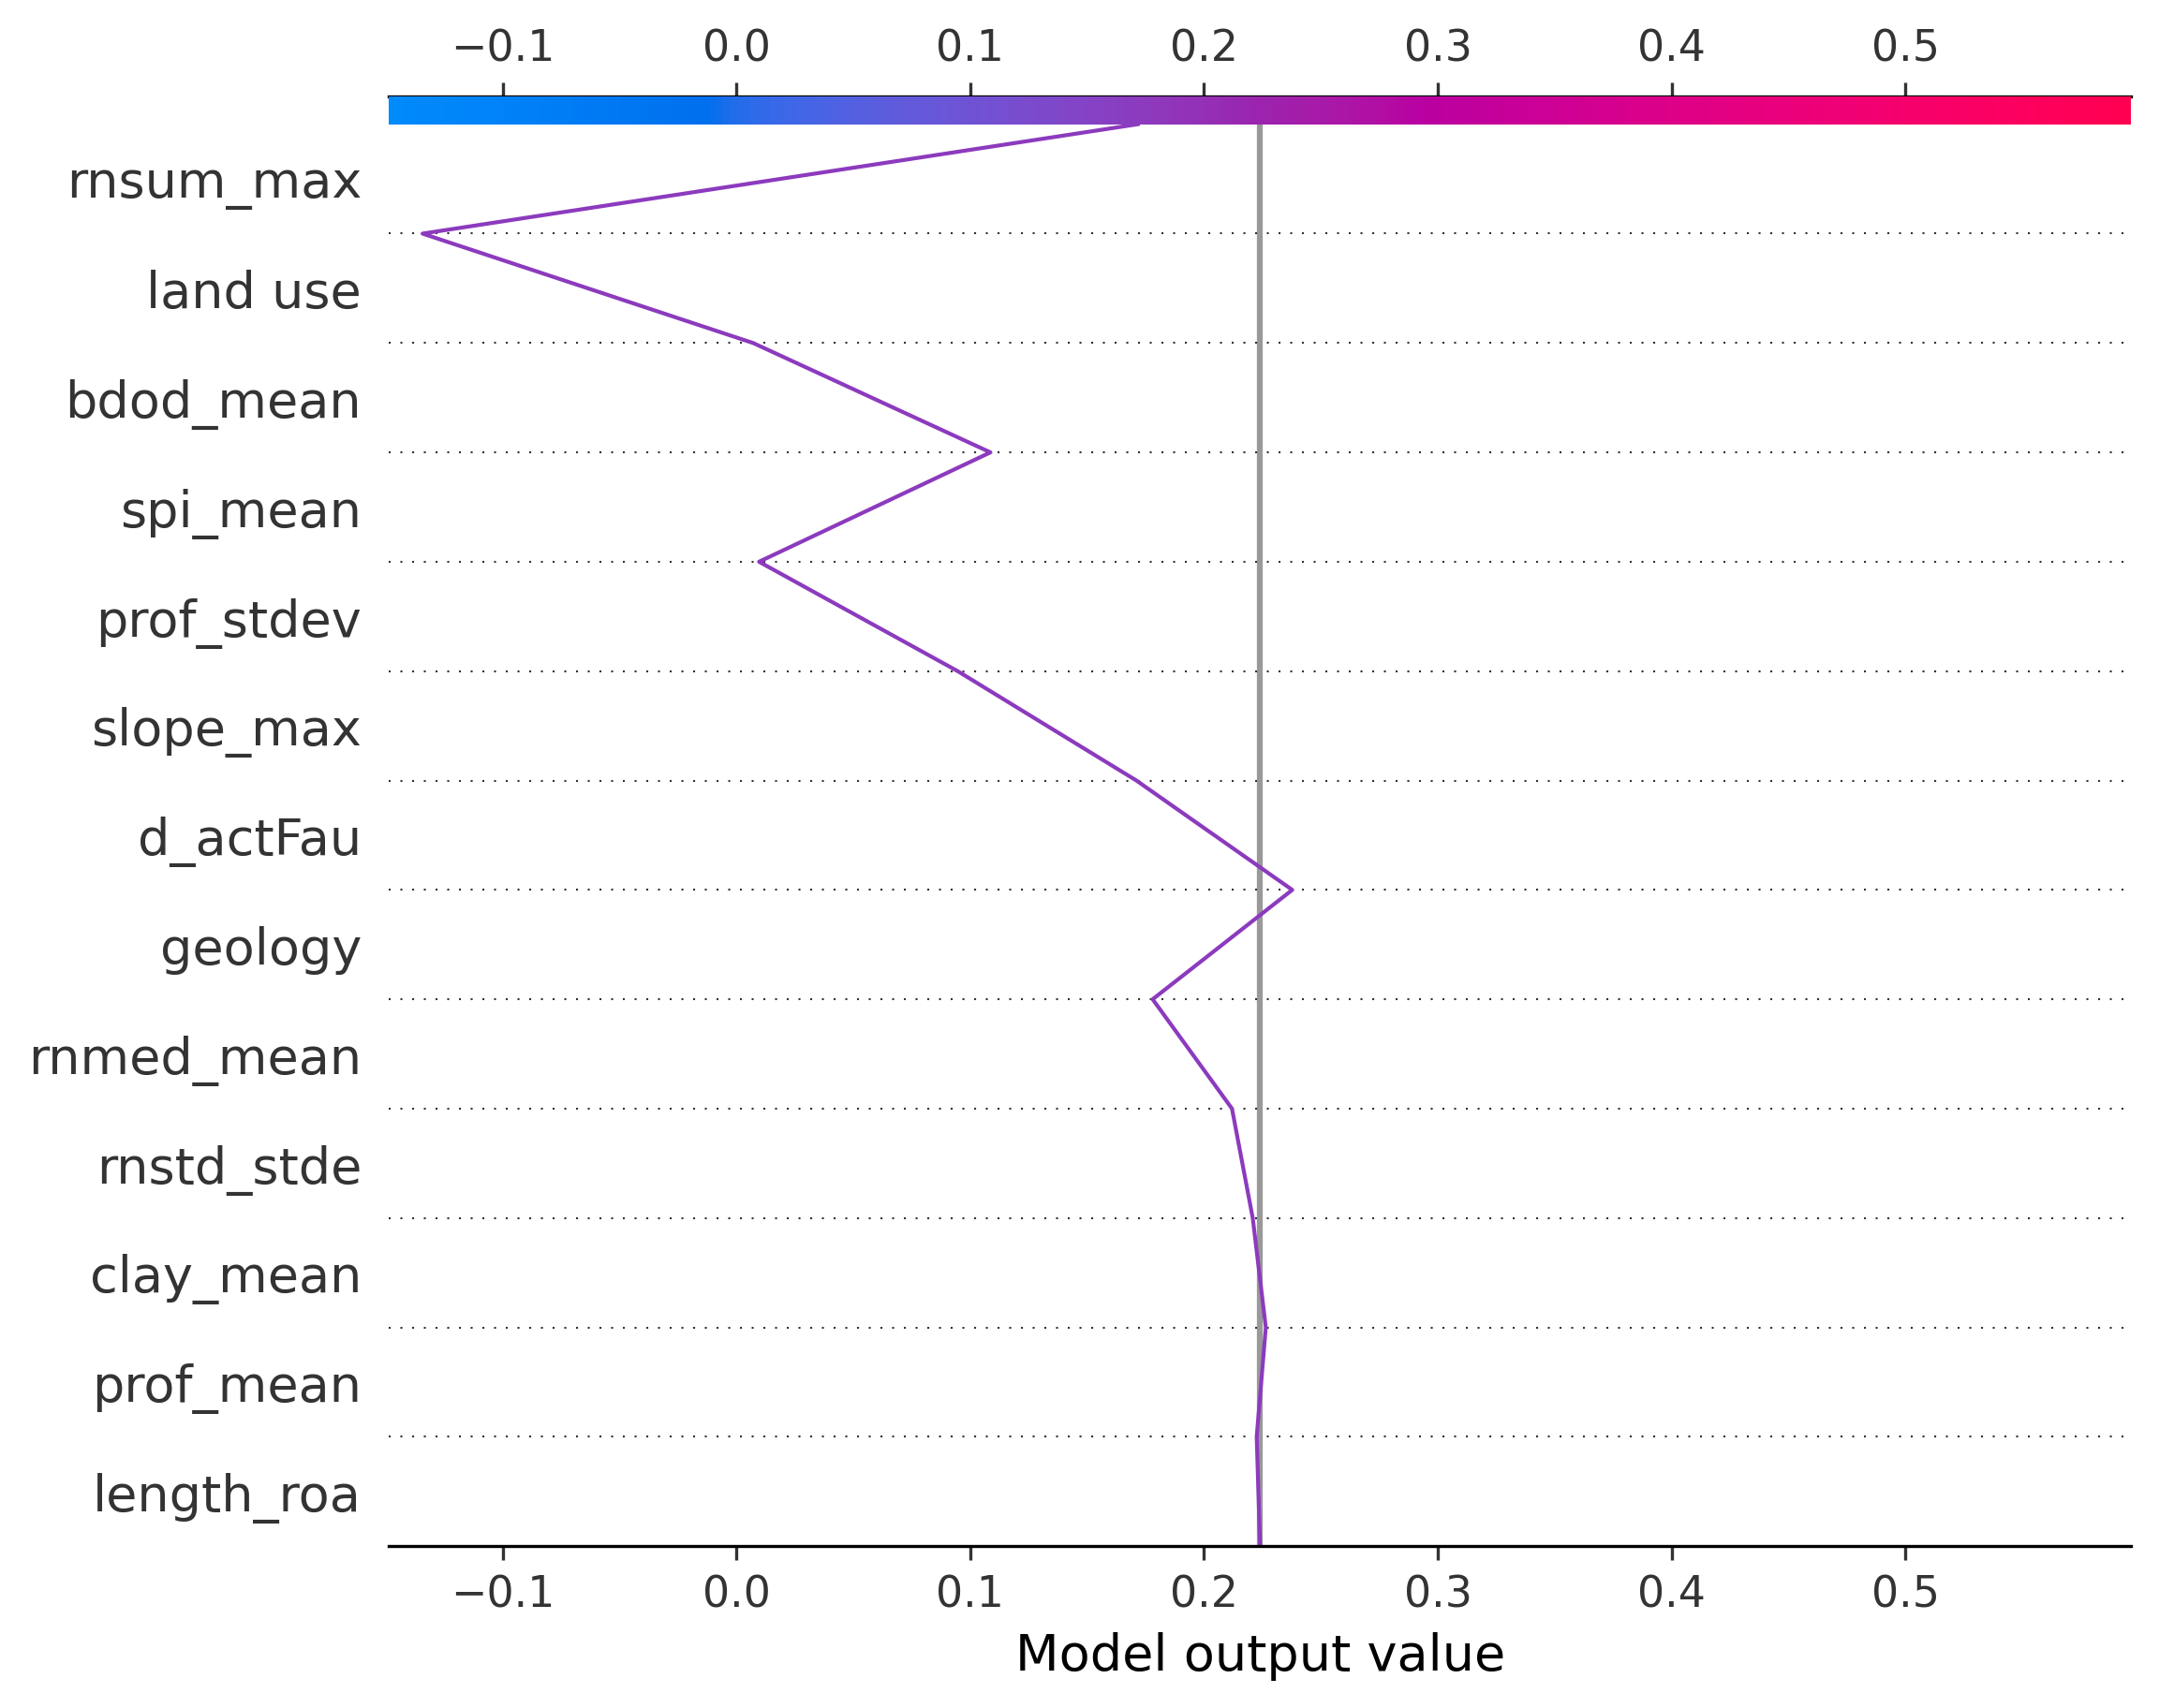 −0.1 0.0 0.1 0.2 0.3 0.4 0.5
rnsum_max
land use
bdod_mean
spi_mean
prof_stdev
slope_max
d_actFau
geology
rnmed_mean
rnstd_stde
clay_mean
prof_mean
length_roa
−0.1 0.0 0.1 0.2 0.3 0.4 0.5
Model output value